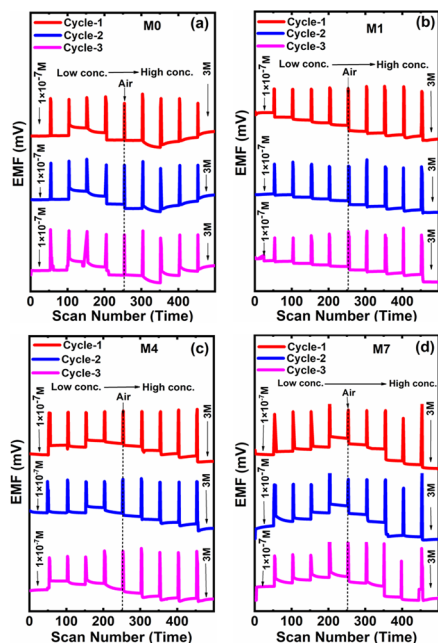 Cycle-1 M0 (a)
Cycle-2
Cycle-3
1×10⁻⁷M
Low conc. High conc.
Air
3M
1×10⁻⁷M
3M
1×10⁻⁷M
3M
EMF (mV)
0 100 200 300 400
Scan Number (Time)
Cycle-1 M1 (b)
Cycle-2
Cycle-3
1×10⁻⁷M
Low conc. High conc.
Air
3M
1×10⁻⁷M
3M
1×10⁻⁷M
3M
EMF (mV)
0 100 200 300 400
Scan Number (Time)
Cycle-1 M4 (c)
Cycle-2
Cycle-3
1×10⁻⁷M
Low conc. High conc.
Air
3M
1×10⁻⁷M
3M
1×10⁻⁷M
3M
EMF (mV)
0 100 200 300 400
Scan Number (Time)
Cycle-1 M7 (d)
Cycle-2
Cycle-3
1×10⁻⁷M
Low conc. High conc.
Air
3M
1×10⁻⁷M
3M
1×10⁻⁷M
3M
EMF (mV)
0 100 200 300 400
Scan Number (Time)